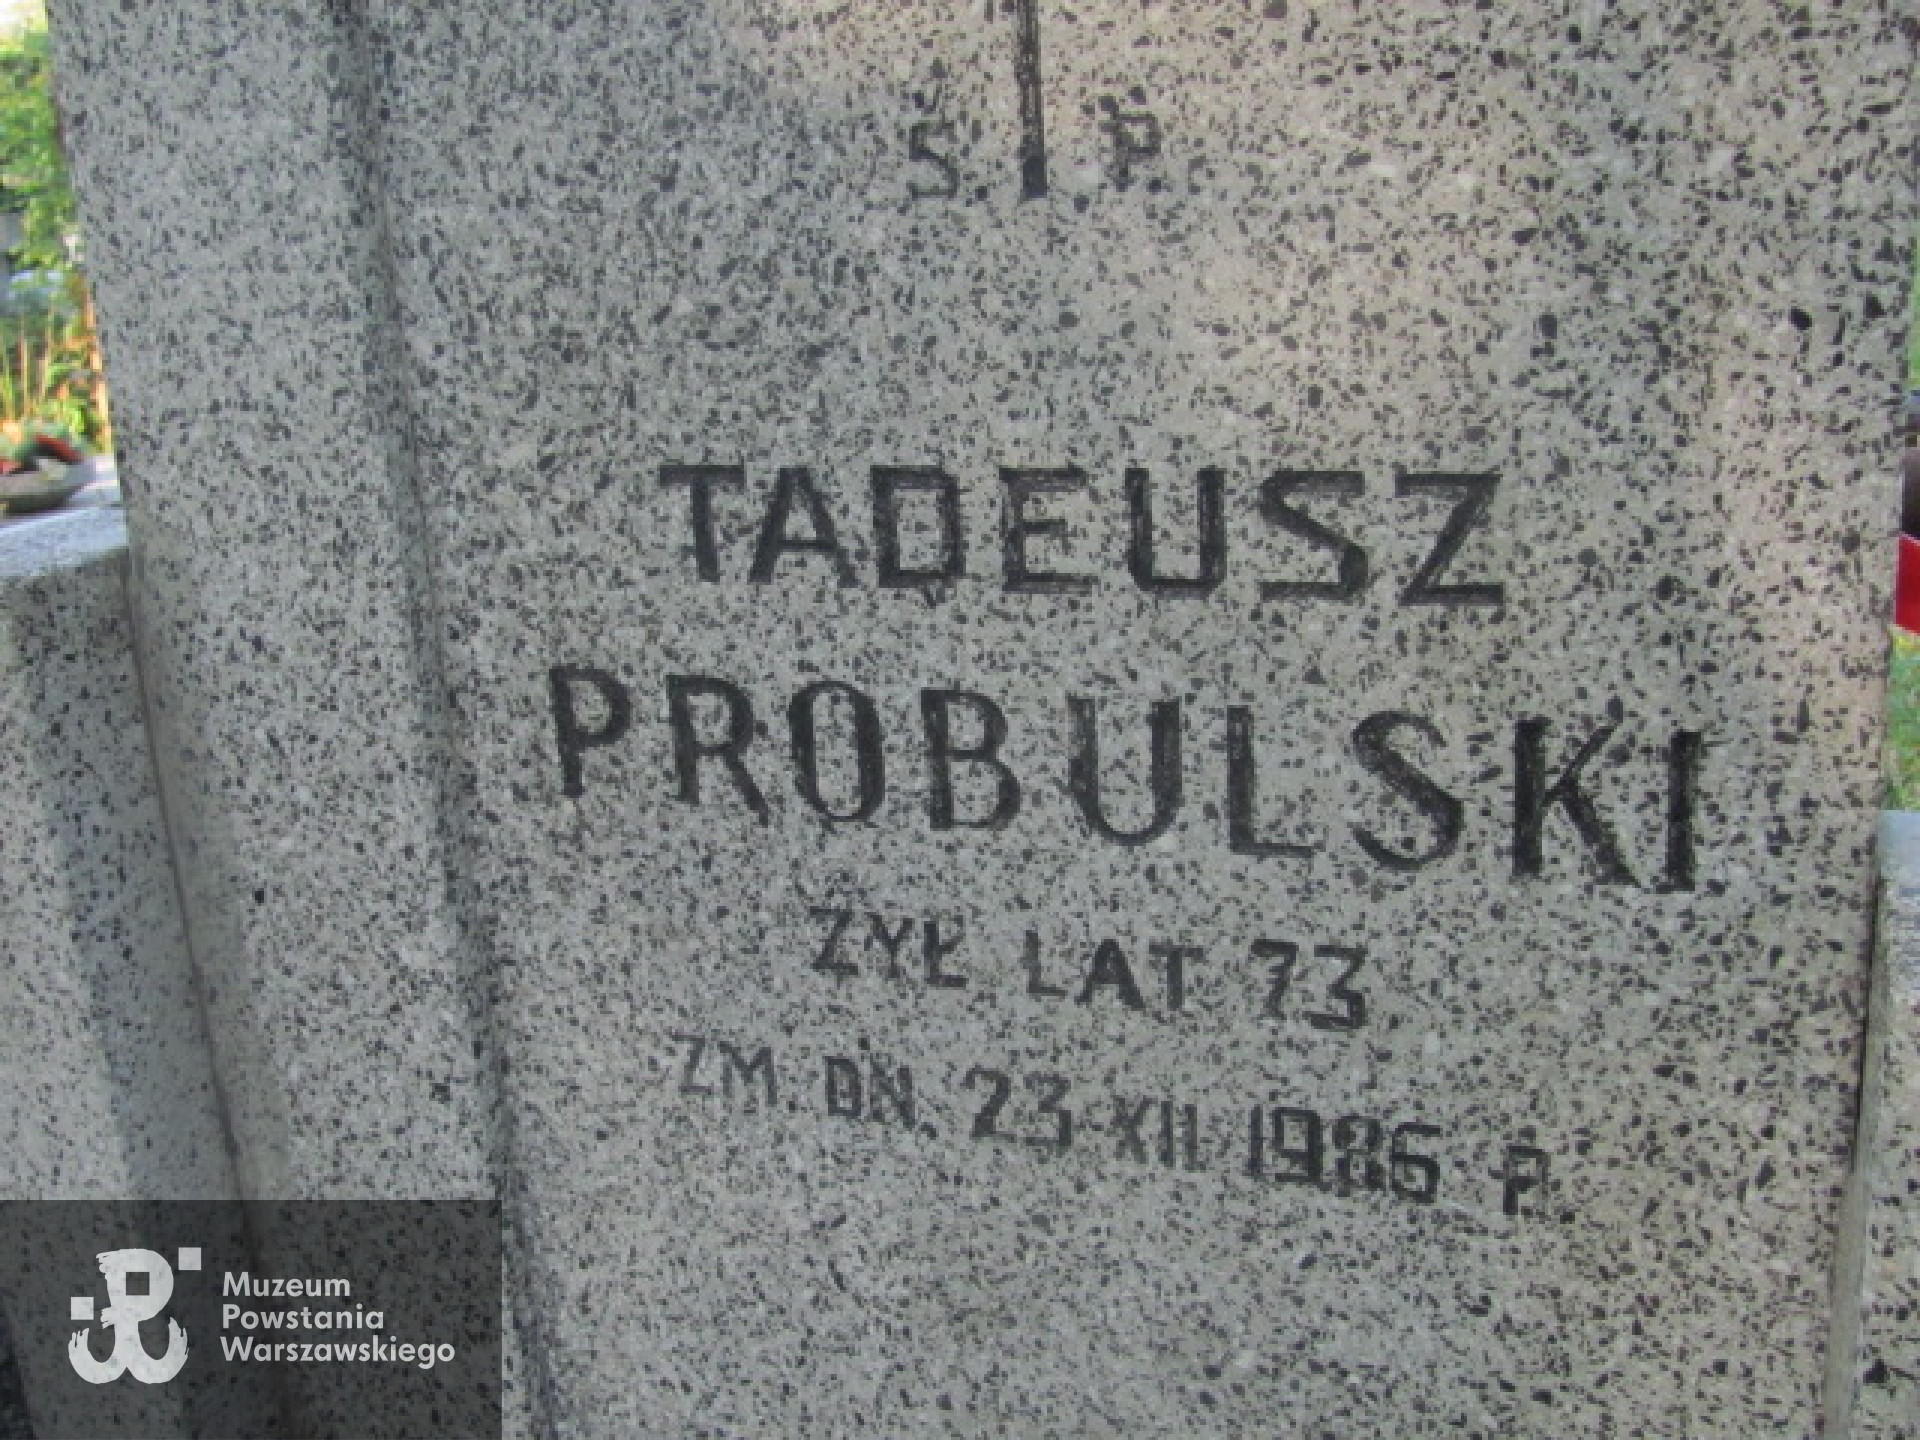 Ś P.
TADEUSZ
PROBULSKI
ŻYŁ LAT 73
ZM. DN. 23 XII 1986 R
Muzeum
Powstania
Warszawskiego